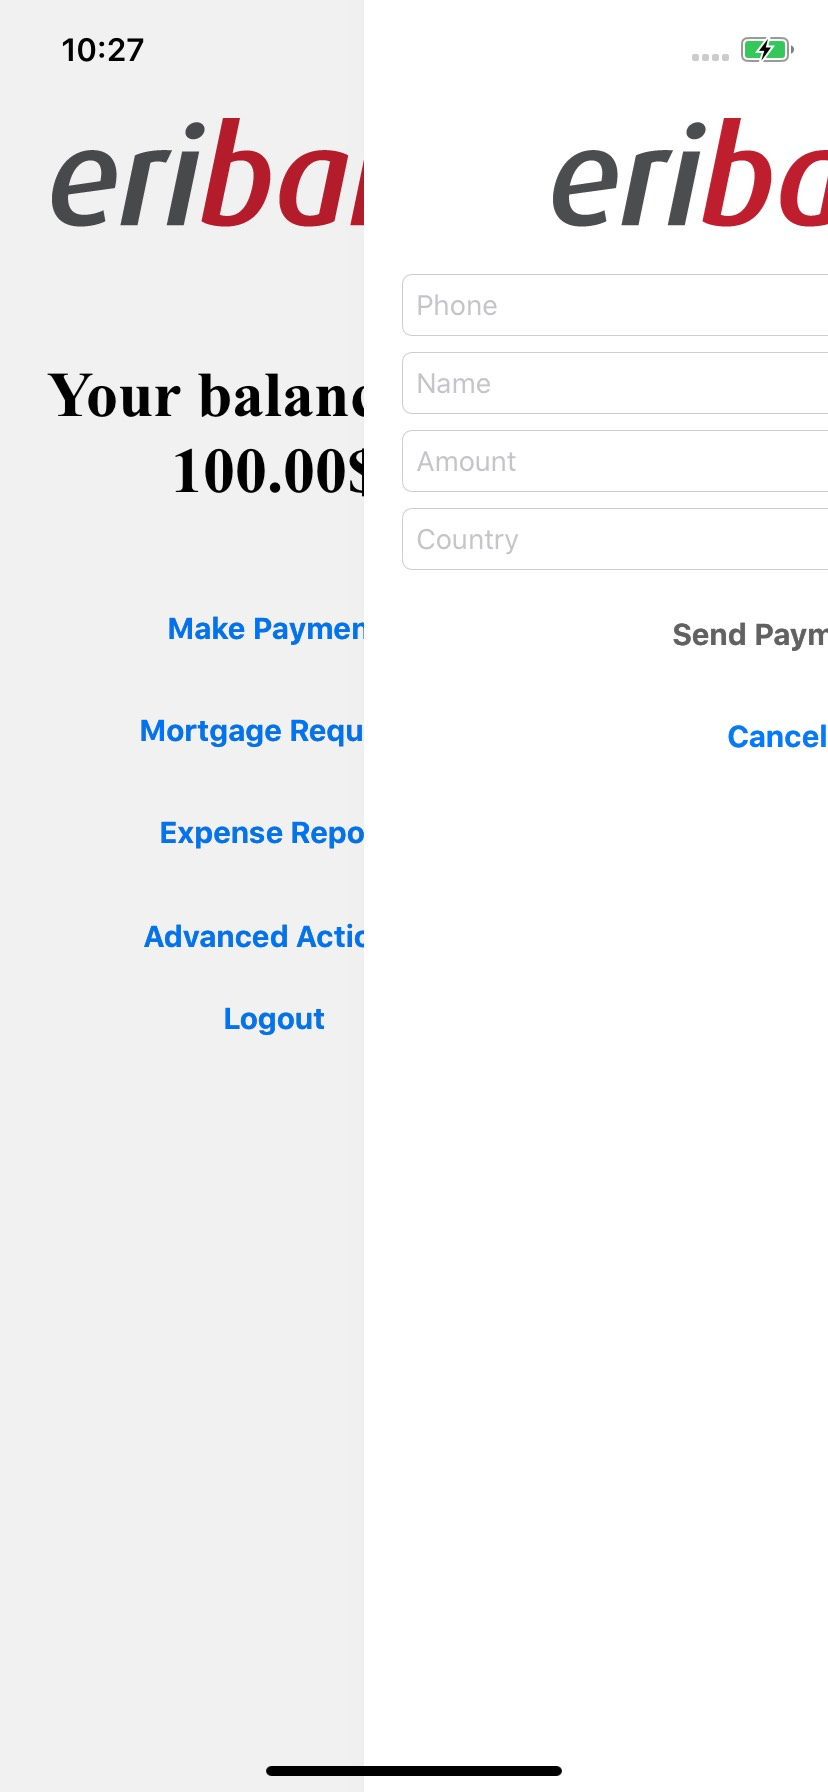 10:27
eribai
Your balanc
100.00$
Make Paymen
Mortgage Requ
Expense Repo
Advanced Actio
Logout
eriba
Phone
Name
Amount
Country
Send Paym
Cancel